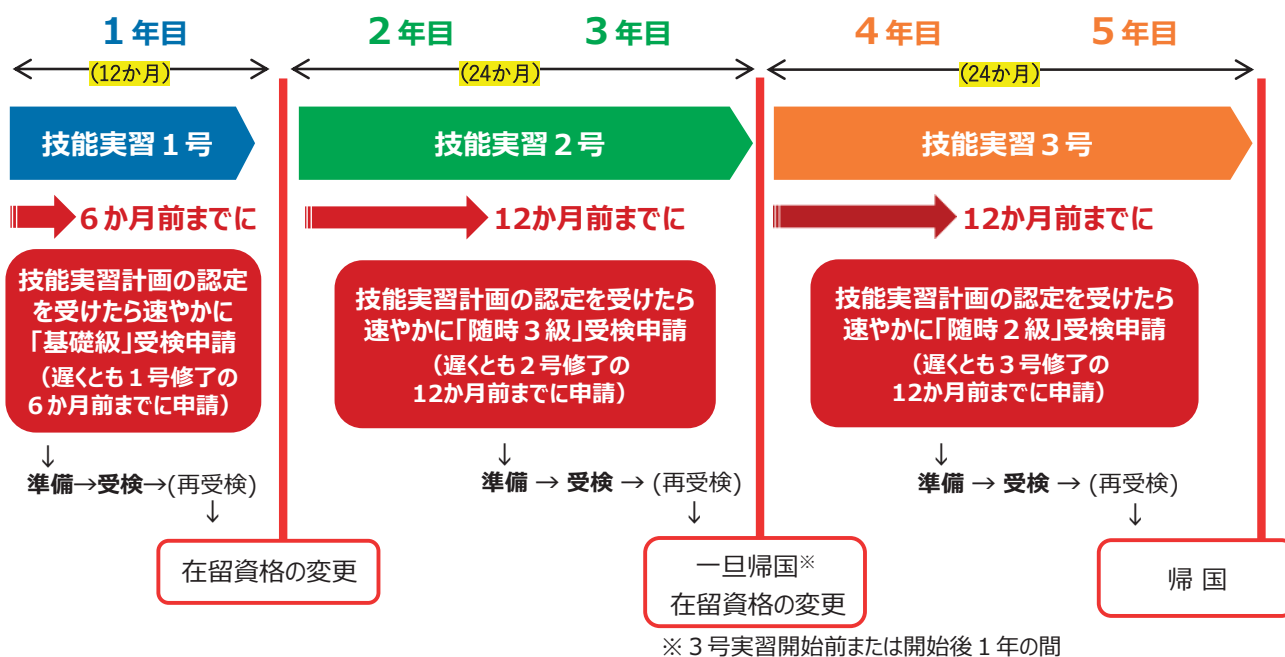 1年目
2年目
3年目
4年目
5年目
(12か月)
(24か月)
(24か月)
技能実習1号
技能実習2号
技能実習3号
6か月前までに
12か月前までに
12か月前までに
技能実習計画の認定
を受けたら速やかに
「基礎級」受検申請
（遅くとも1号修了の
6か月前までに申請）
技能実習計画の認定を受けたら
速やかに「随時3級」受検申請
（遅くとも2号修了の
12か月前までに申請）
技能実習計画の認定を受けたら
速やかに「随時2級」受検申請
（遅くとも3号修了の
12か月前までに申請）
↓
準備→受検→(再受検)
↓
↓
準備 → 受検 → (再受検)
↓
↓
準備 → 受検 → (再受検)
↓
在留資格の変更
一旦帰国※
在留資格の変更
帰 国
※ 3号実習開始前または開始後1年の間